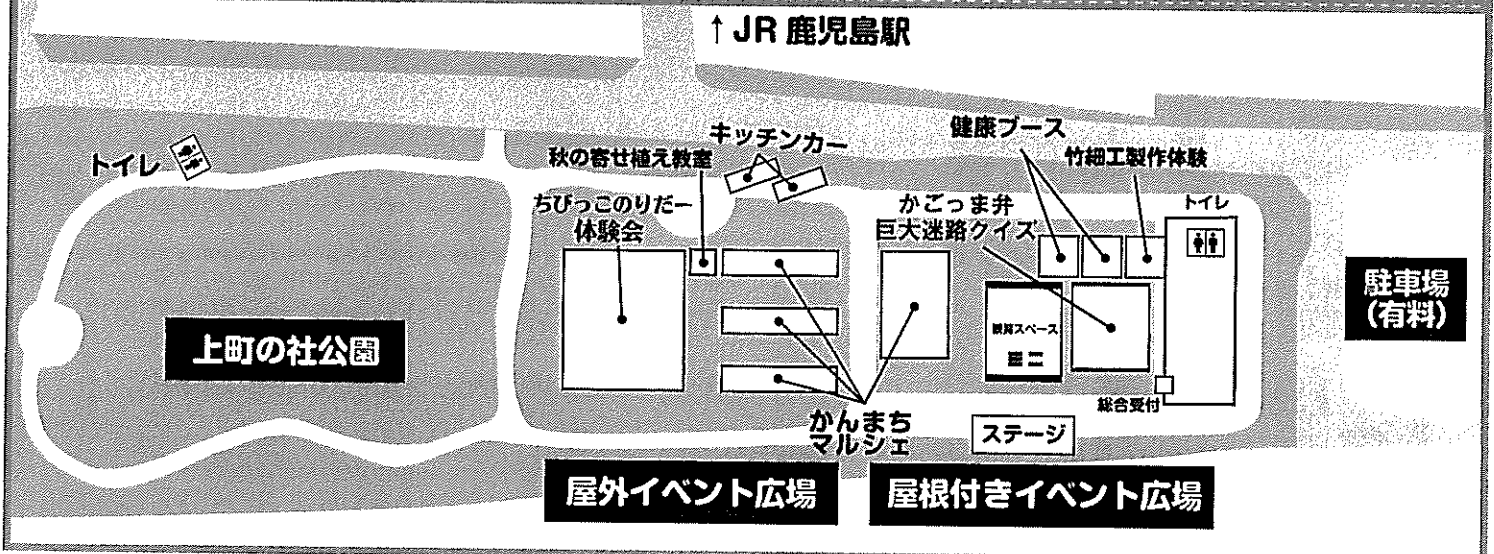 ↑JR 鹿児島駅
トイレ
秋の寄せ植え教室
キッチンカー
健康ブース
竹細工製作体験
ちびっこのりだー
体験会
かごっま弁
巨大迷路クイズ
トイレ
駐車場
(有料)
上町の社公園
スペース
総合受付
かんまち
マルシェ
ステージ
屋外イベント広場
屋根付きイベント広場